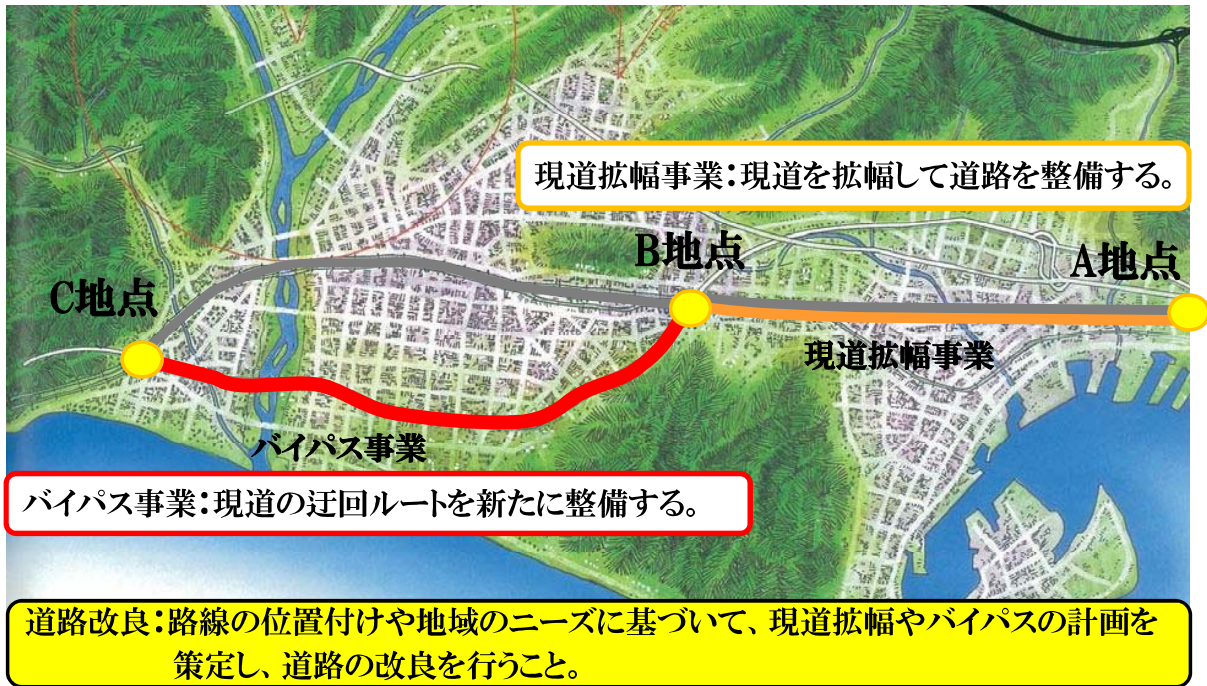 現道拡幅事業：現道を拡幅して道路を整備する。
B地点
A地点
C地点
現道拡幅事業
バイパス事業
バイパス事業：現道の迂回ルートを新たに整備する。
道路改良：路線の位置付けや地域のニーズに基づいて、現道拡幅やバイパスの計画を
策定し、道路の改良を行うこと。